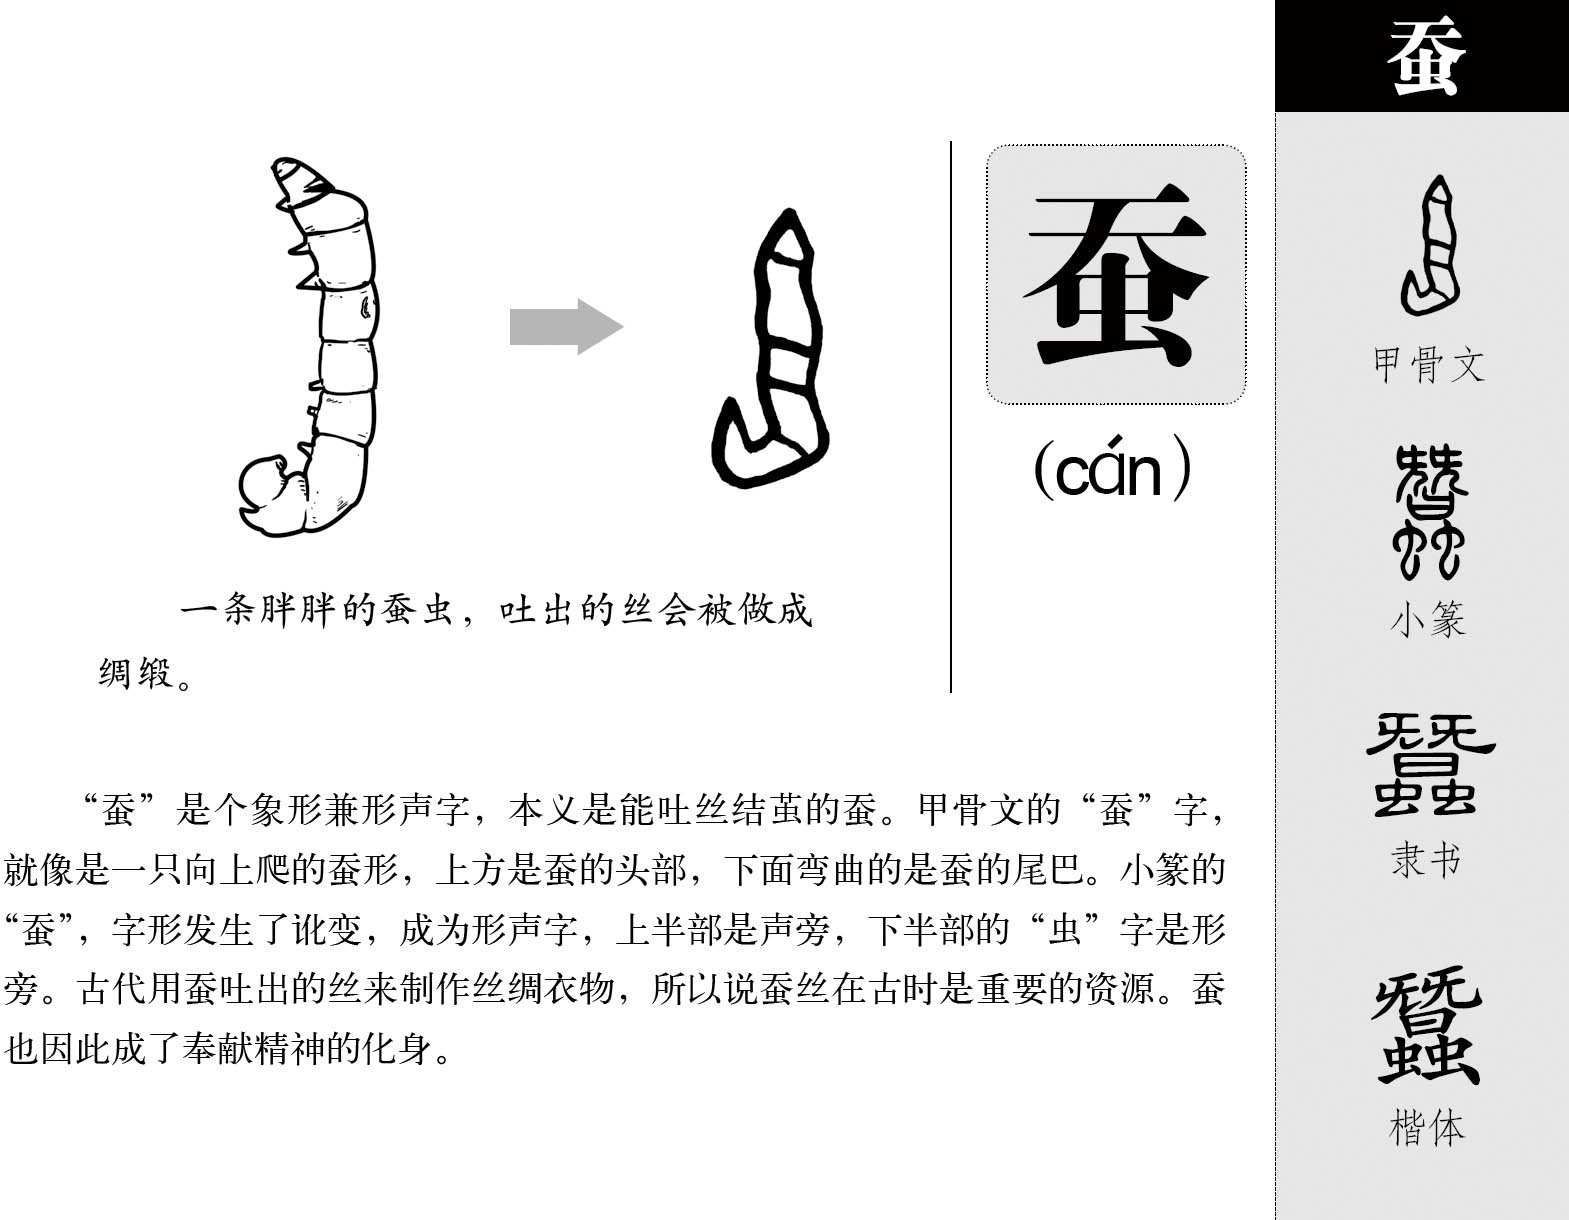 蚕
蚕
(cán)
一条胖胖的蚕虫，吐出的丝会被做成
绸缎。
“蚕”是个象形兼形声字，本义是能吐丝结茧的蚕。甲骨文的“蚕”字，
就像是一只向上爬的蚕形，上方是蚕的头部，下面弯曲的是蚕的尾巴。小篆的
“蚕”，字形发生了讹变，成为形声字，上半部是声旁，下半部的“虫”字是形
旁。古代用蚕吐出的丝来制作丝绸衣物，所以说蚕丝在古时是重要的资源。蚕
也因此成了奉献精神的化身。
甲骨文
蠶
小篆
蠶
隶书
蠶
楷体